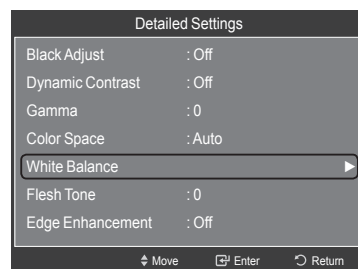 Detailed Settings
Black Adjust : Off
Dynamic Contrast : Off
Gamma : 0
Color Space : Auto
White Balance
Flesh Tone : 0
Edge Enhancement : Off
Move Enter Return